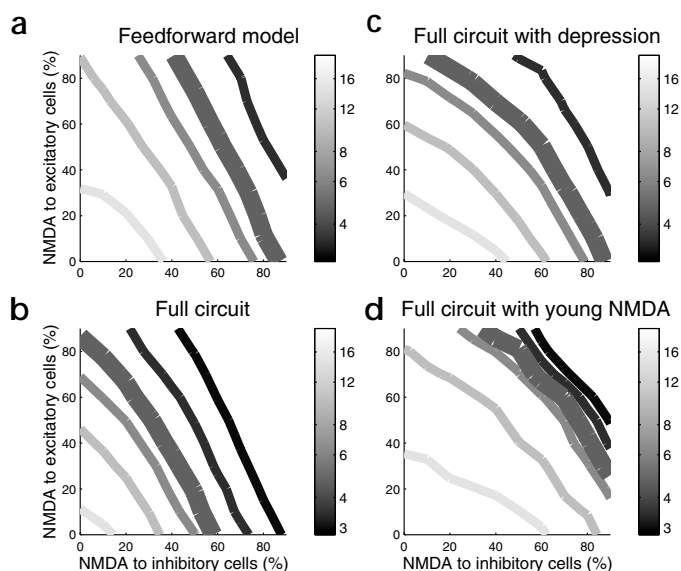 a
Feedforward model
NMDA to excitatory cells (%)
80
60
40
20
0
0 20 40 60 80
16
12
8
6
4
c
Full circuit with depression
80
60
40
20
0
0 20 40 60 80
16
12
8
6
4
b
Full circuit
NMDA to excitatory cells (%)
80
60
40
20
0
0 20 40 60 80
NMDA to inhibitory cells (%)
16
12
8
6
4
3
d
Full circuit with young NMDA
80
60
40
20
0
0 20 40 60 80
NMDA to inhibitory cells (%)
16
12
8
6
4
3